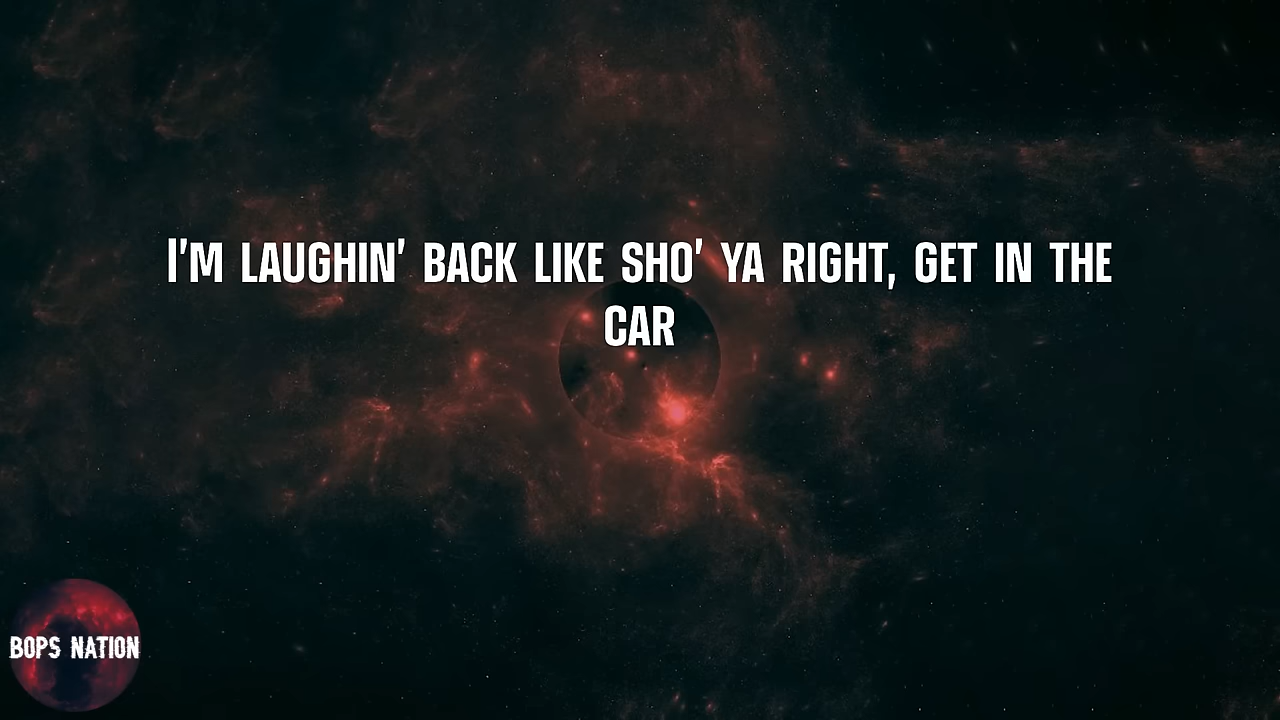 I'M LAUGHIN' BACK LIKE SHO' YA RIGHT, GET IN THE
CAR
BOPS NATION